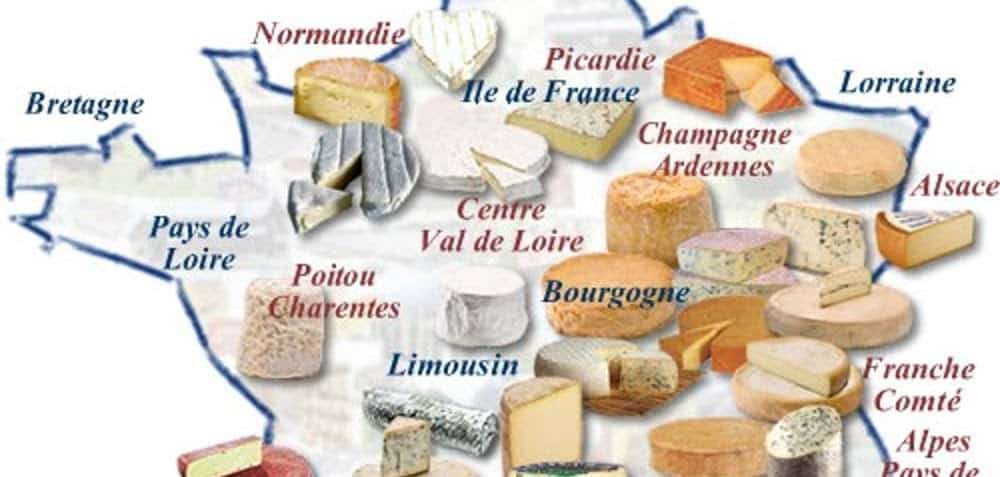 Normandie
Picardie
Ile de France
Lorraine
Bretagne
Champagne
Ardennes
Alsace
Centre
Val de Loire
Pays de
Loire
Poitou
Charentes
Bourgogne
Limousin
Franche
Comté
Alpes
Pays de